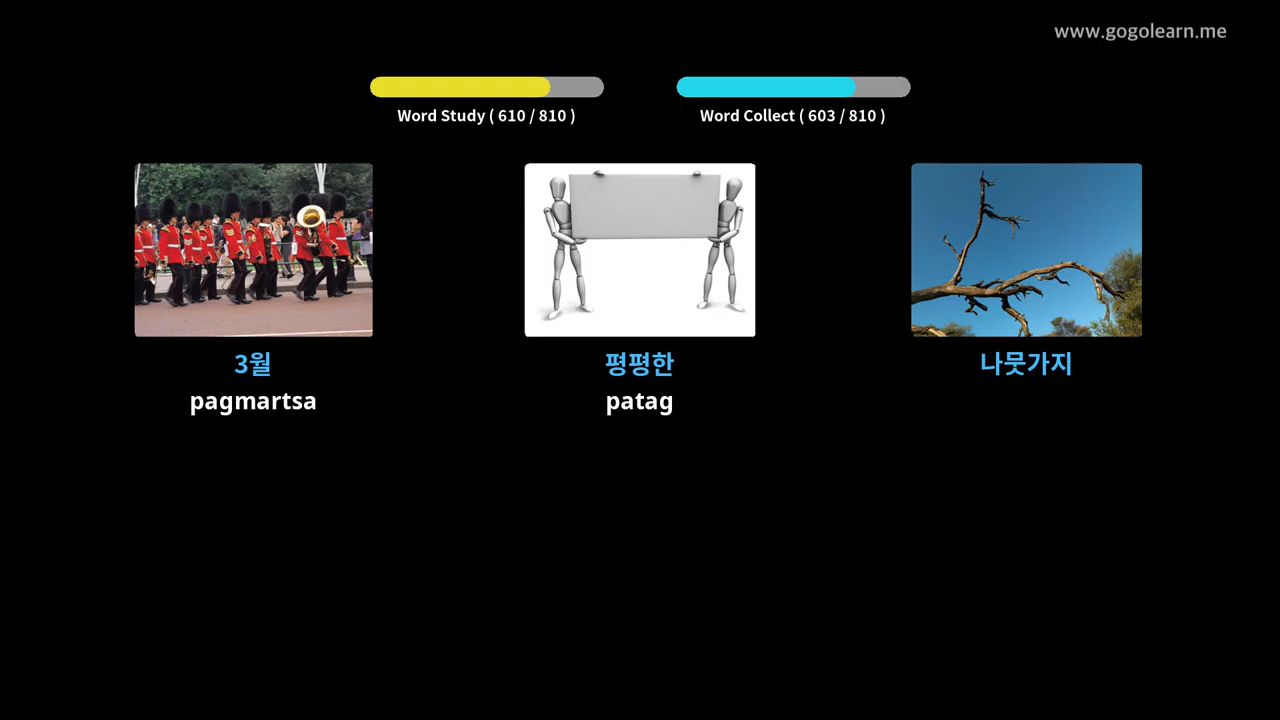 www.gogolearn.me
Word Study ( 610 / 810 )
Word Collect ( 603 / 810 )
3월
평평한
나뭇가지
pagmartsa
patag